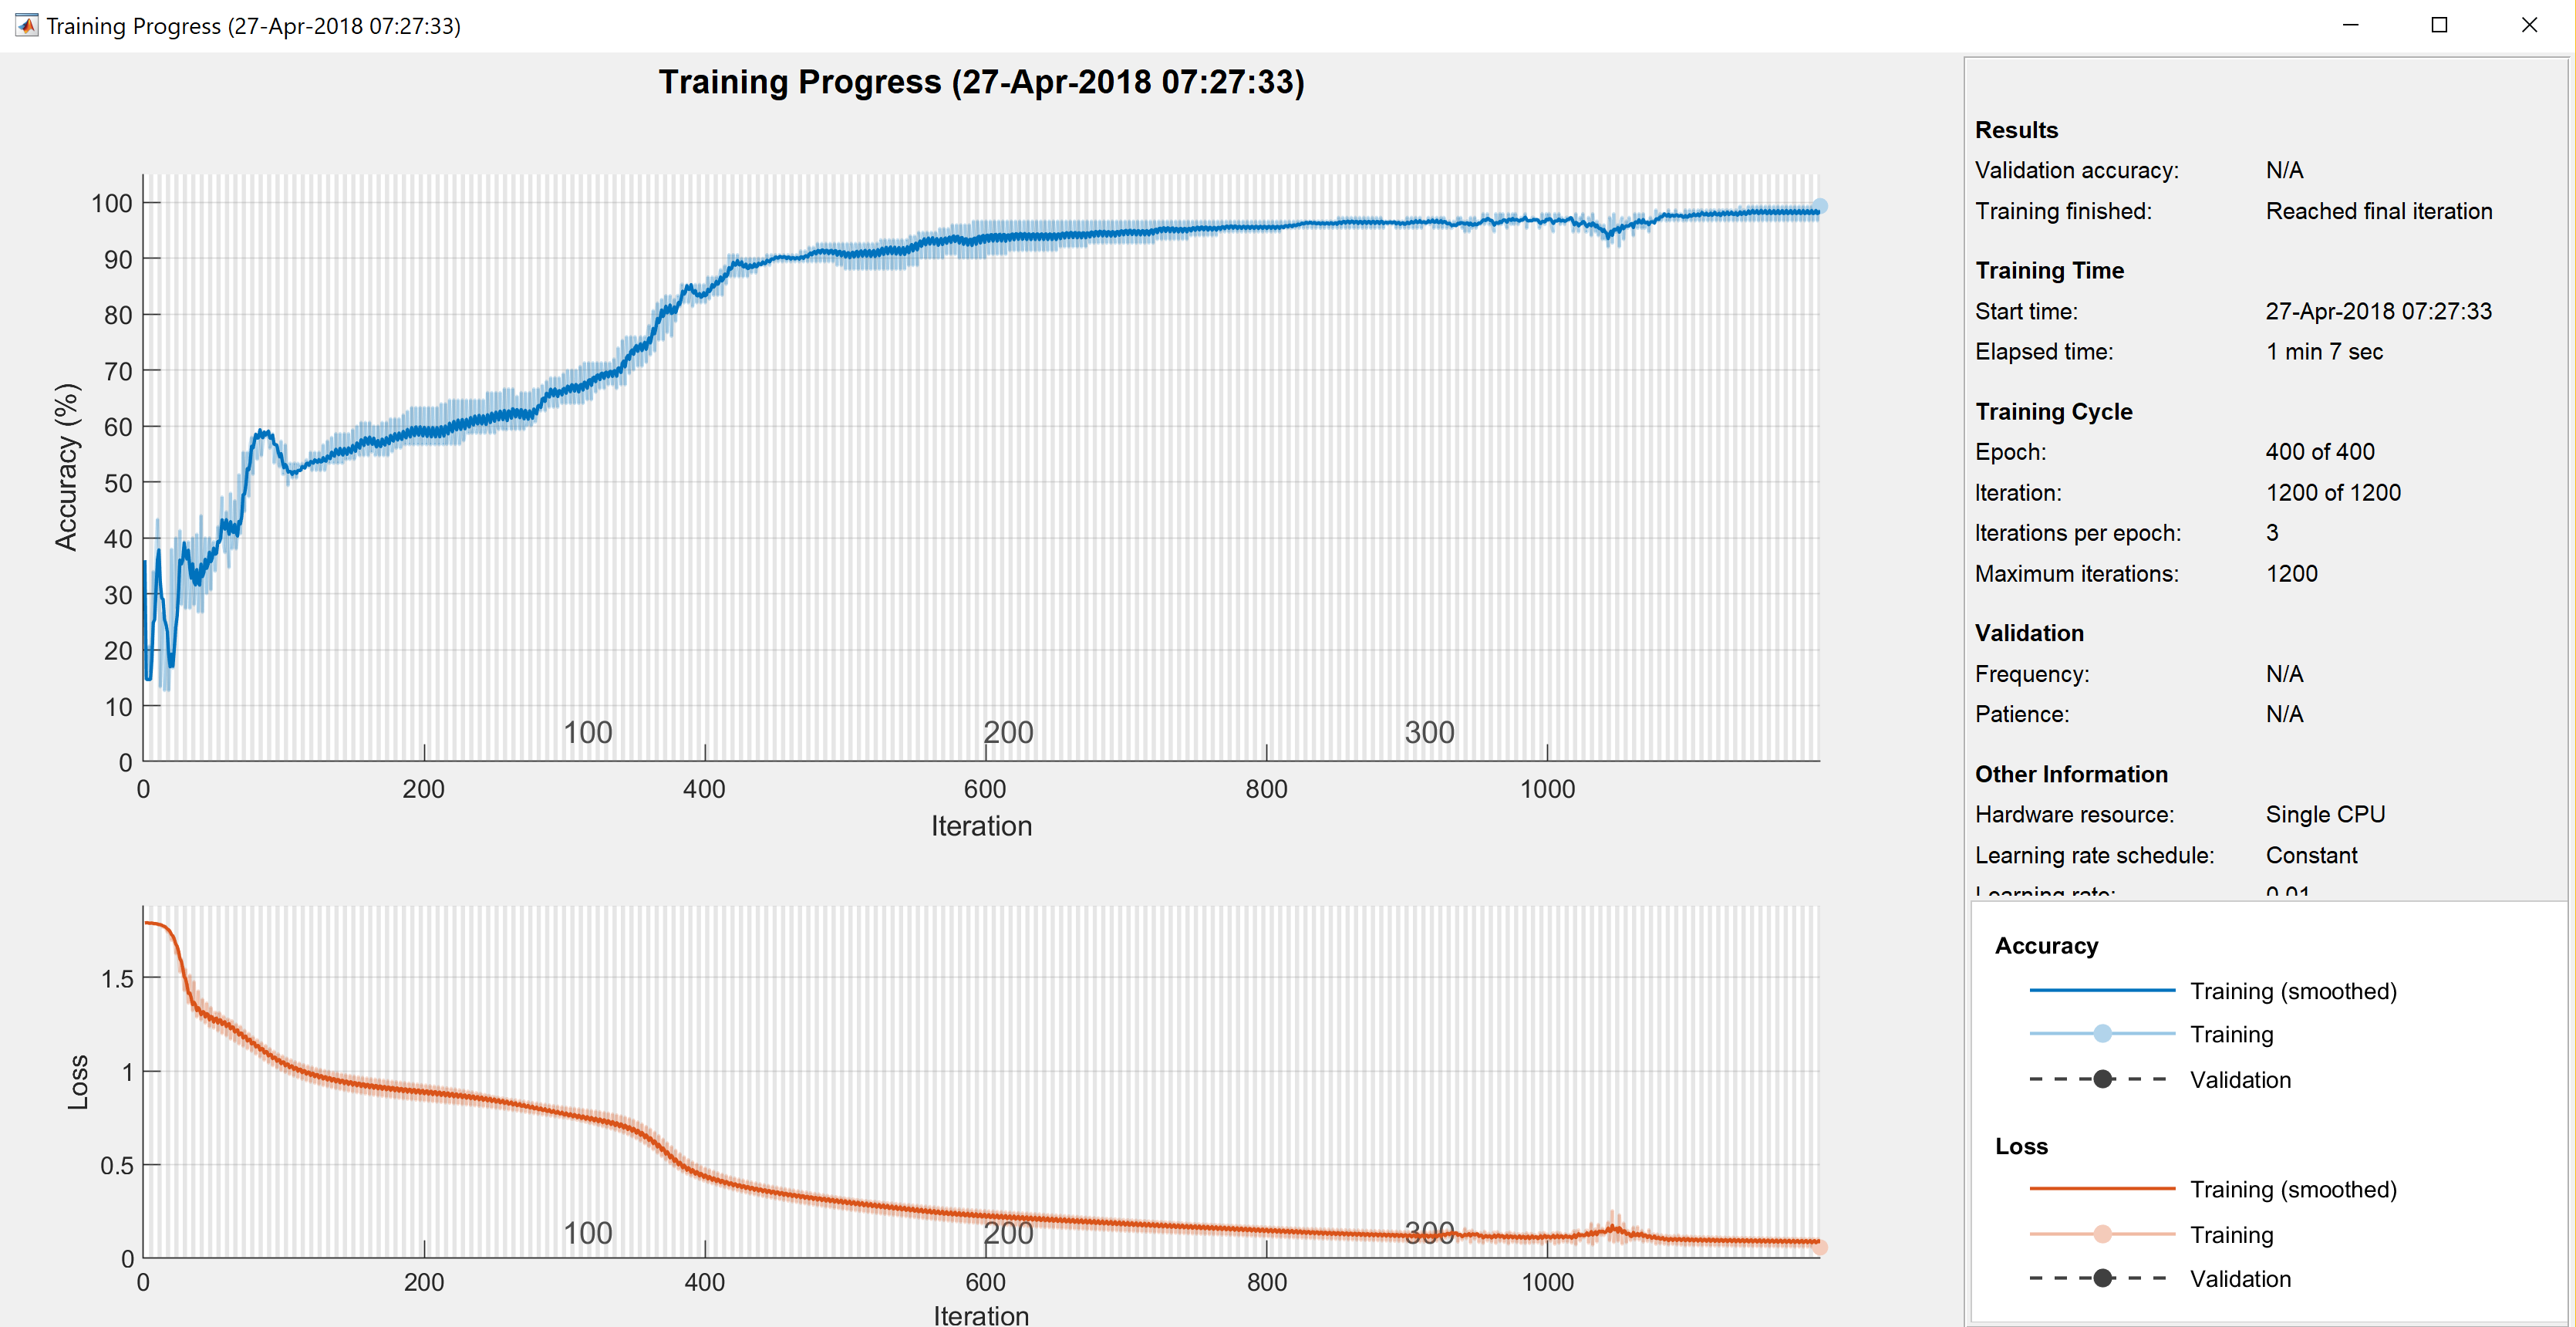 Training Progress (27-Apr-2018 07:27:33)
Training Progress (27-Apr-2018 07:27:33)
Accuracy (%)
100
90
80
70
60
50
40
30
20
10
0
100 200 300
0 200 400 600 800 1000
Iteration
Loss
1.5
1
0.5
0
100 200 300
0 200 400 600 800 1000
Iteration
Results
Validation accuracy: N/A
Training finished: Reached final iteration
Training Time
Start time: 27-Apr-2018 07:27:33
Elapsed time: 1 min 7 sec
Training Cycle
Epoch: 400 of 400
Iteration: 1200 of 1200
Iterations per epoch: 3
Maximum iterations: 1200
Validation
Frequency: N/A
Patience: N/A
Other Information
Hardware resource: Single CPU
Learning rate schedule: Constant
Learning rate: 0.01
Accuracy
Training (smoothed)
Training
Validation
Loss
Training (smoothed)
Training
Validation